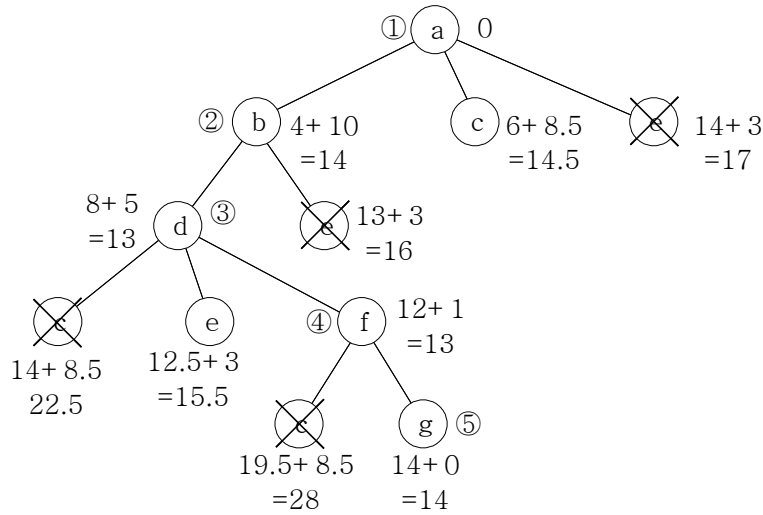 ① a 0
② b 4+10
=14
c 6+8.5
=14.5
e 14+3
=17
8+5
=13
d ③
e 13+3
=16
c 14+8.5
22.5
e 12.5+3
=15.5
④ f 12+1
=13
c 19.5+8.5
=28
g ⑤
14+0
=14